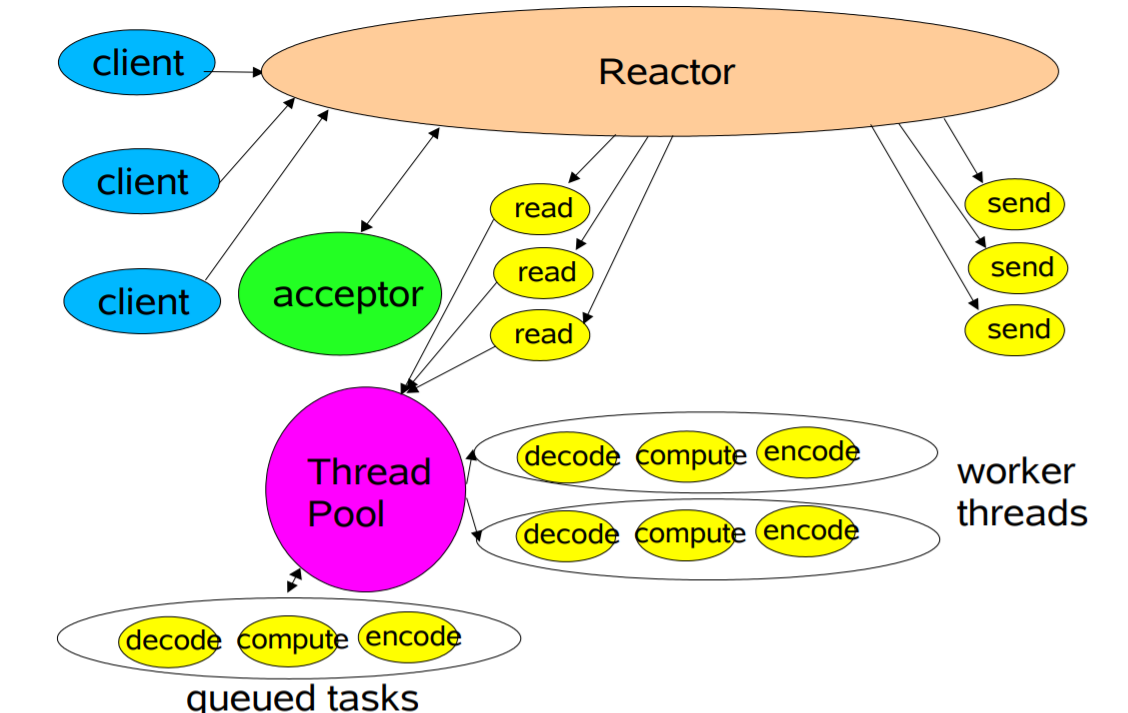 client
Reactor
client
read
send
client
acceptor
read
send
read
send
Thread
Pool
decode compute encode
worker
threads
decode compute encode
decode compute encode
queued tasks